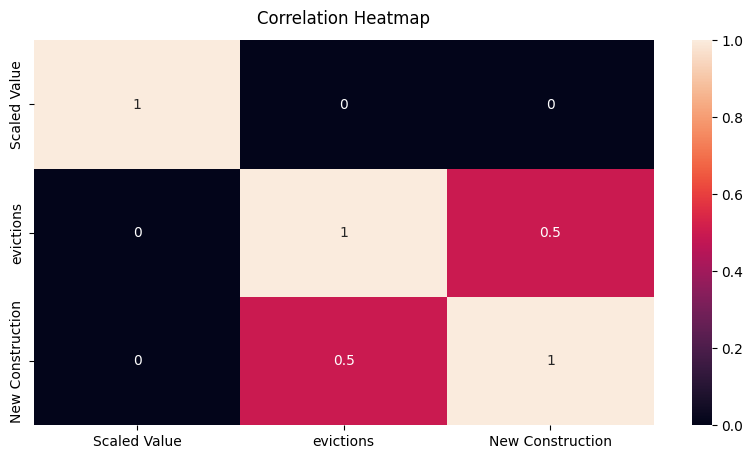 Correlation Heatmap
Scaled Value
1
0
0
evictions
0
1
0.5
New Construction
0
0.5
1
Scaled Value
evictions
New Construction
1.0
0.8
0.6
0.4
0.2
0.0